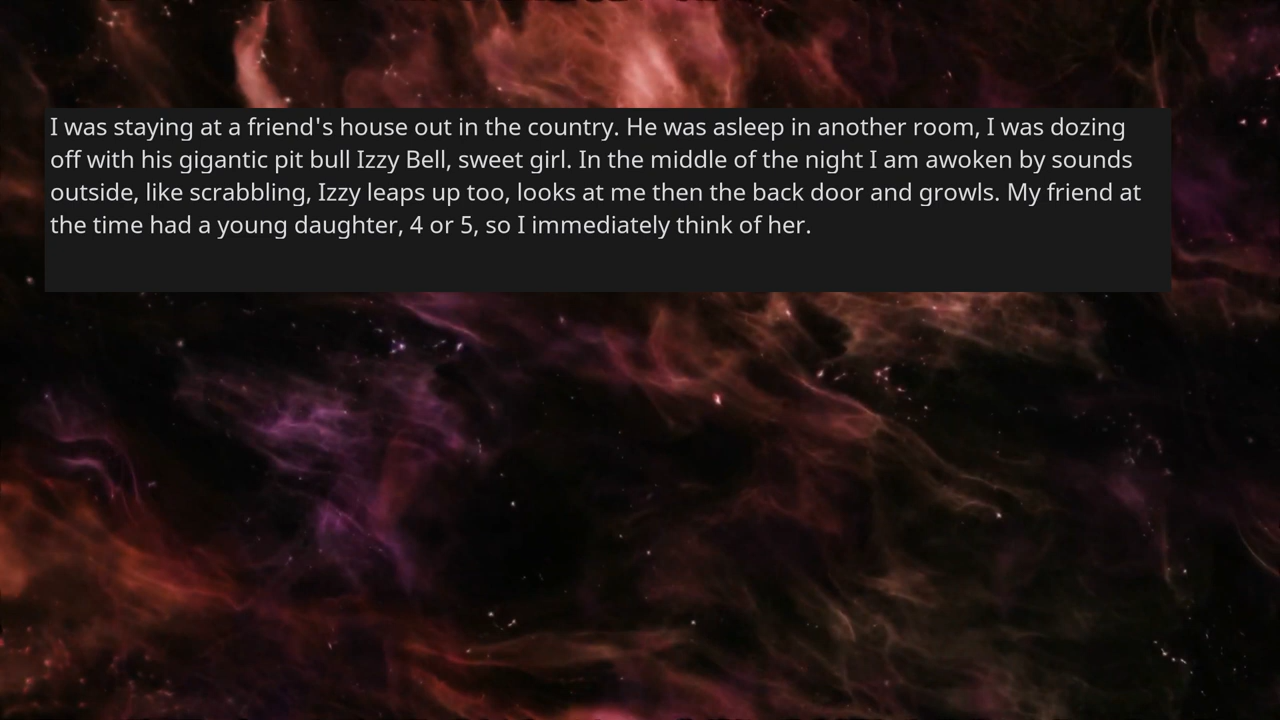 I was staying at a friend's house out in the country. He was asleep in another room, I was dozing
off with his gigantic pit bull Izzy Bell, sweet girl. In the middle of the night I am awoken by sounds
outside, like scrabbling, Izzy leaps up too, looks at me then the back door and growls. My friend at
the time had a young daughter, 4 or 5, so I immediately think of her.